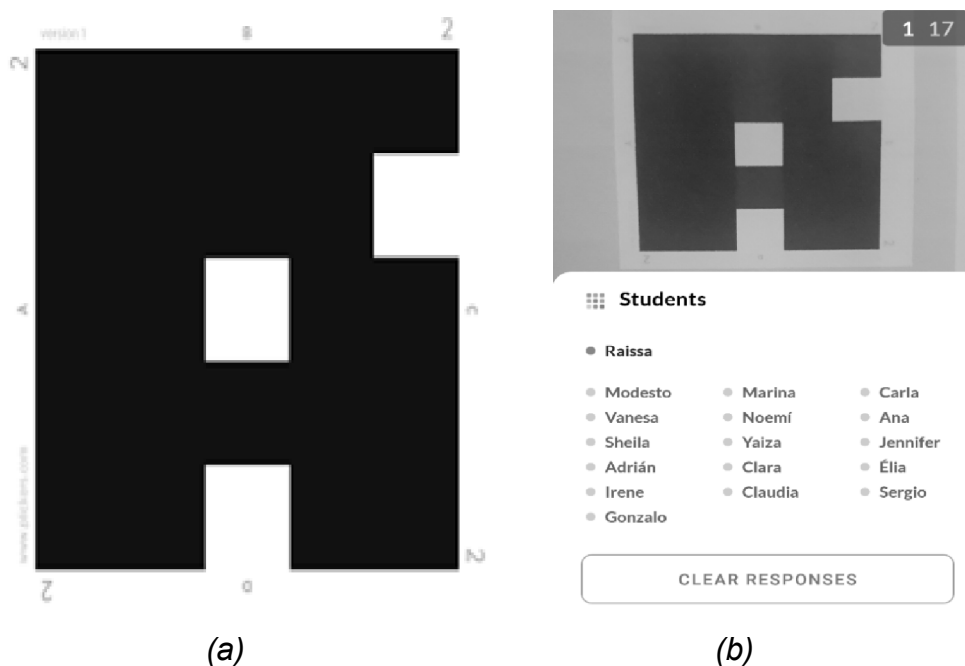 version 1 B 2
2
A C
www.plickers.com
2
2 D
1 17
Students
Raissa
Modesto Marina Carla
Vanesa Noemí Ana
Sheila Yaiza Jennifer
Adrián Clara Élia
Irene Claudia Sergio
Gonzalo
CLEAR RESPONSES
(a) (b)